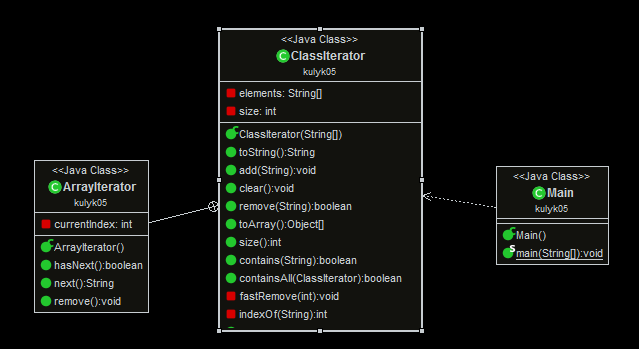 <<Java Class>>
ClassIterator
kulyk05
elements: String[]
size: int
ClassIterator(String[])
toString():String
add(String):void
clear():void
remove(String):boolean
toArray():Object[]
size():int
contains(String):boolean
containsAll(ClassIterator):boolean
fastRemove(int):void
indexOf(String):int
<<Java Class>>
ArrayIterator
kulyk05
currentIndex: int
ArrayIterator()
hasNext():boolean
next():String
remove():void
<<Java Class>>
Main
kulyk05
Main()
main(String[]):void